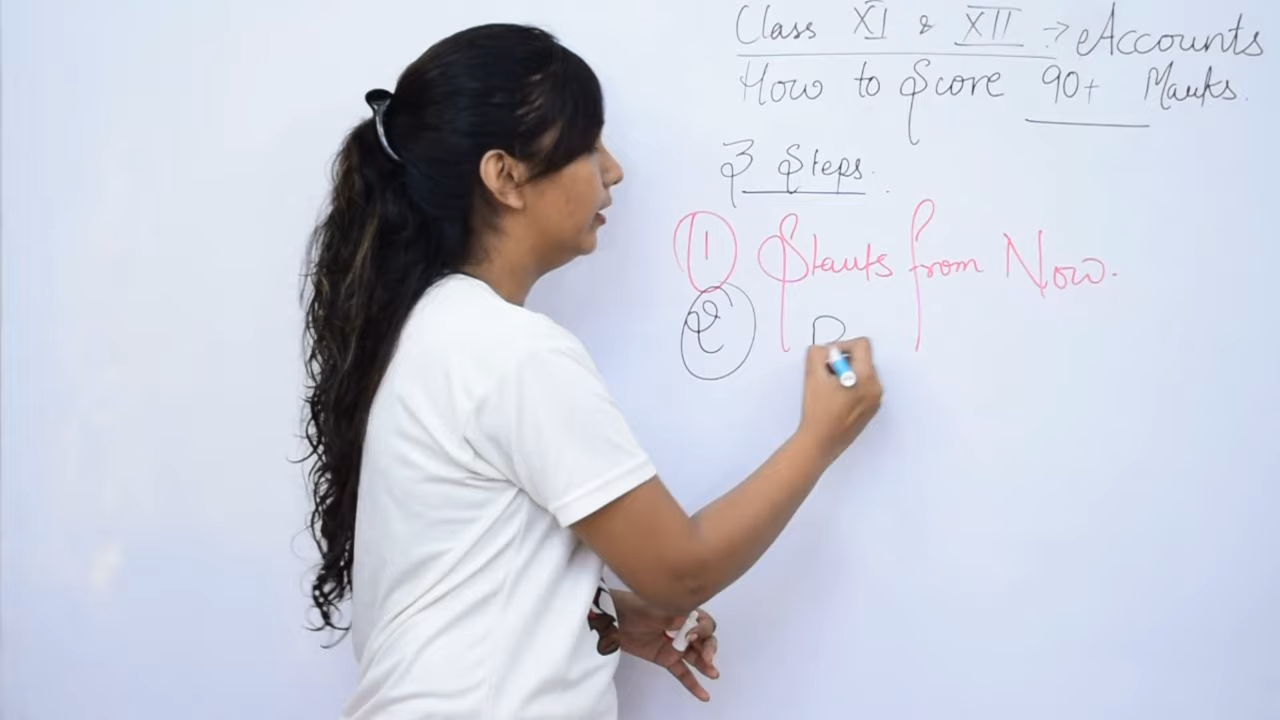 Class XI & XII :→ Accounts
How to Score 90+ Marks.
3 Steps.
① Starts from Now.
②